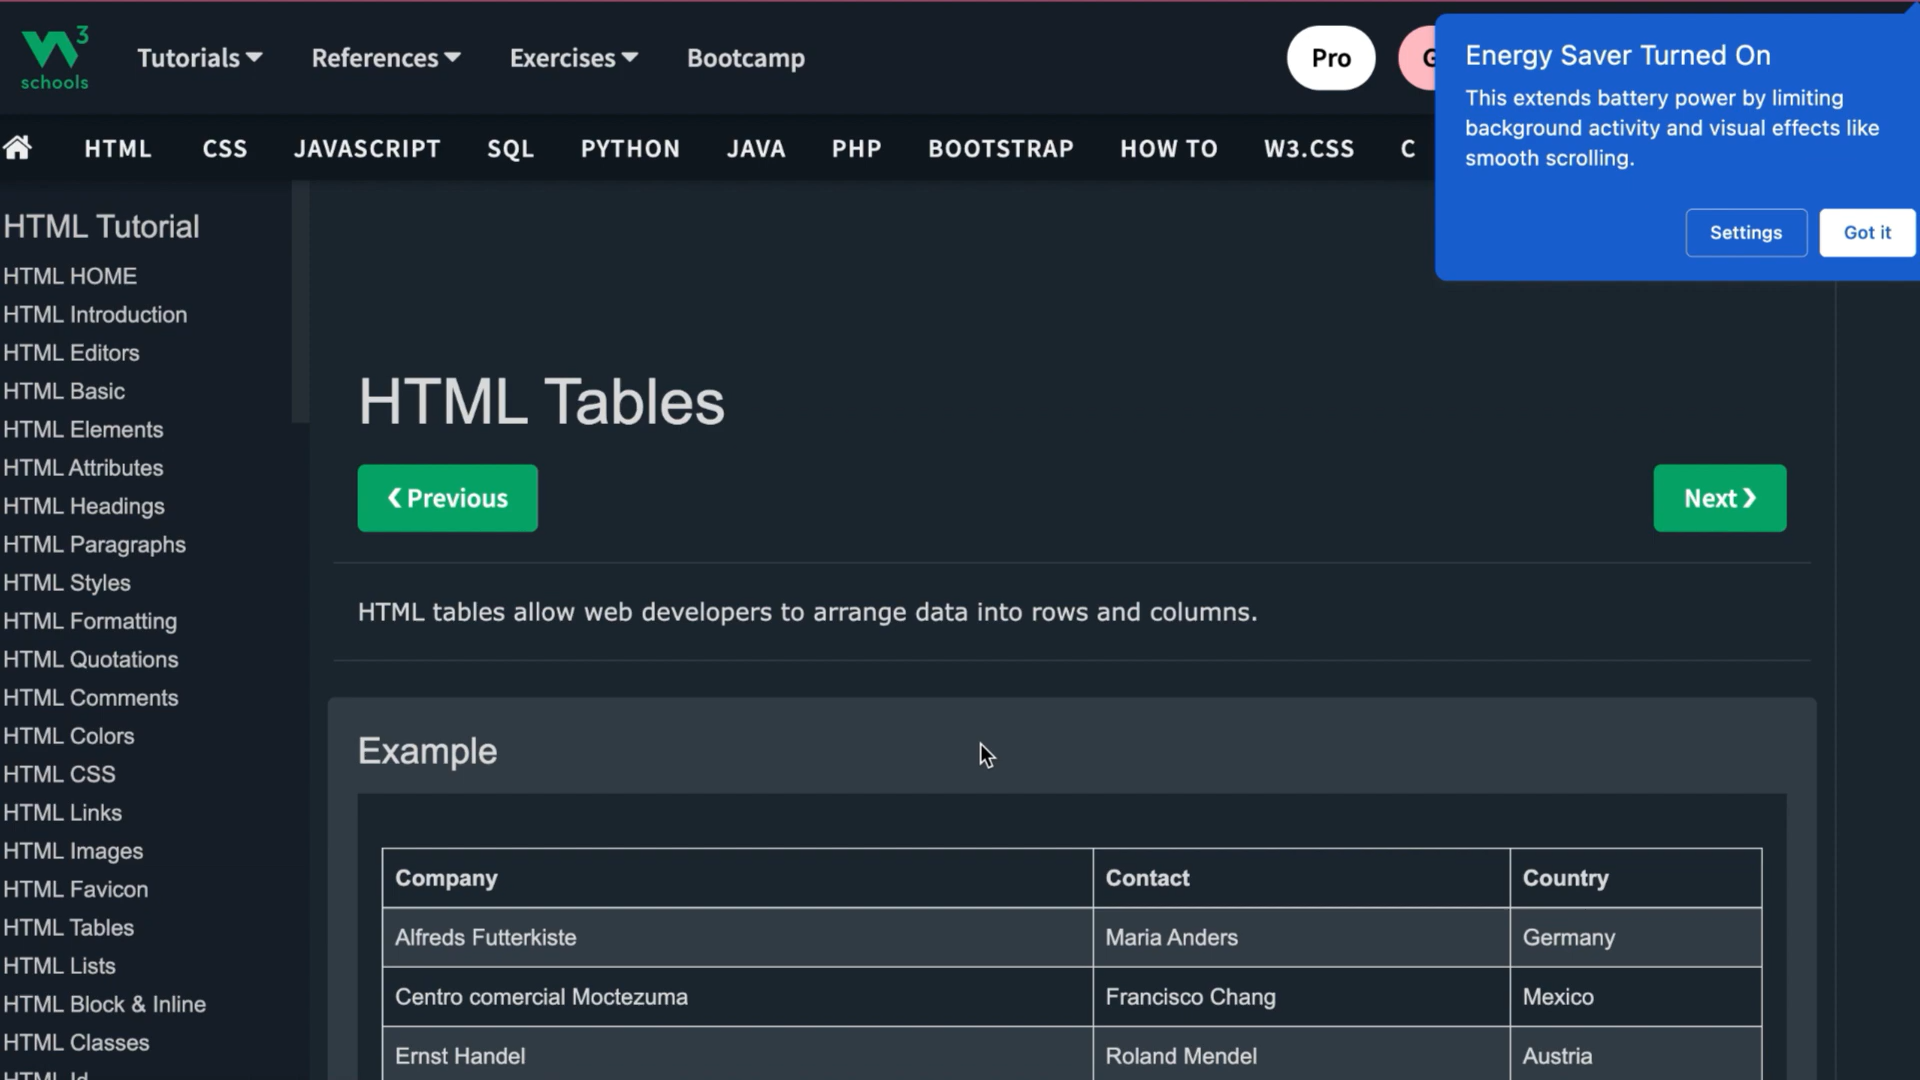 W3
schools
Tutorials
References
Exercises
Bootcamp
Pro
G
Energy Saver Turned On
This extends battery power by limiting
background activity and visual effects like
smooth scrolling.
Settings
Got it
HTML
CSS
JAVASCRIPT
SQL
PYTHON
JAVA
PHP
BOOTSTRAP
HOW TO
W3.CSS
C
HTML Tutorial
HTML HOME
HTML Introduction
HTML Editors
HTML Basic
HTML Elements
HTML Attributes
HTML Headings
HTML Paragraphs
HTML Styles
HTML Formatting
HTML Quotations
HTML Comments
HTML Colors
HTML CSS
HTML Links
HTML Images
HTML Favicon
HTML Tables
HTML Lists
HTML Block & Inline
HTML Classes
HTML Id
HTML Tables
❮ Previous
Next ❯
HTML tables allow web developers to arrange data into rows and columns.
Example
Company Contact Country
Alfreds Futterkiste Maria Anders Germany
Centro comercial Moctezuma Francisco Chang Mexico
Ernst Handel Roland Mendel Austria